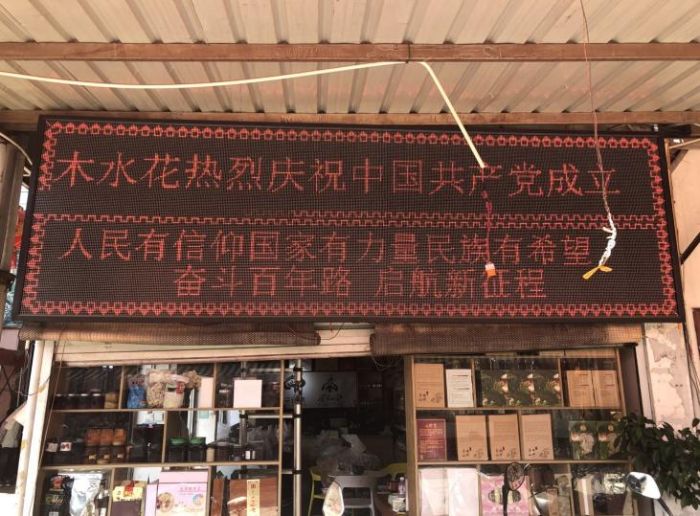 木水花热烈庆祝中国共产党成立
人民有信仰国家有力量民族有希望
奋斗百年路 启航新征程